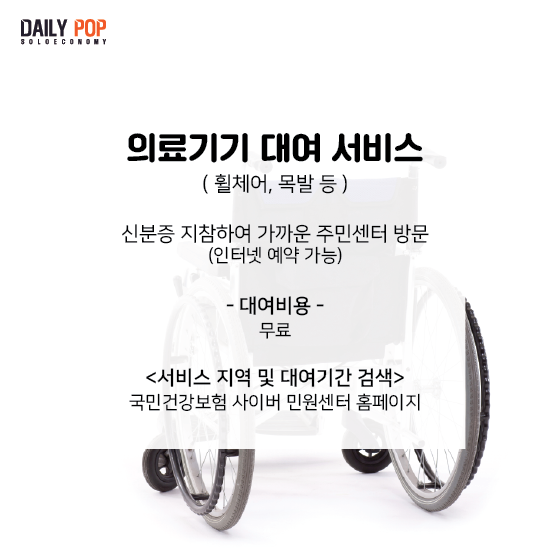 DAILY POP
SOLOECONOMY
의료기기 대여 서비스
( 휠체어, 목발 등 )
신분증 지참하여 가까운 주민센터 방문
(인터넷 예약 가능)
- 대여비용 -
무료
<서비스 지역 및 대여기간 검색>
국민건강보험 사이버 민원센터 홈페이지